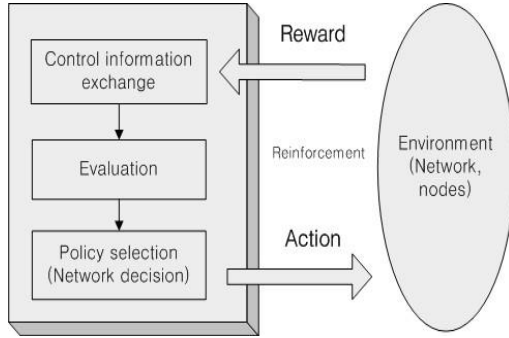 Control information
exchange
Evaluation
Policy selection
(Network decision)
Reward
Reinforcement
Action
Environment
(Network,
nodes)